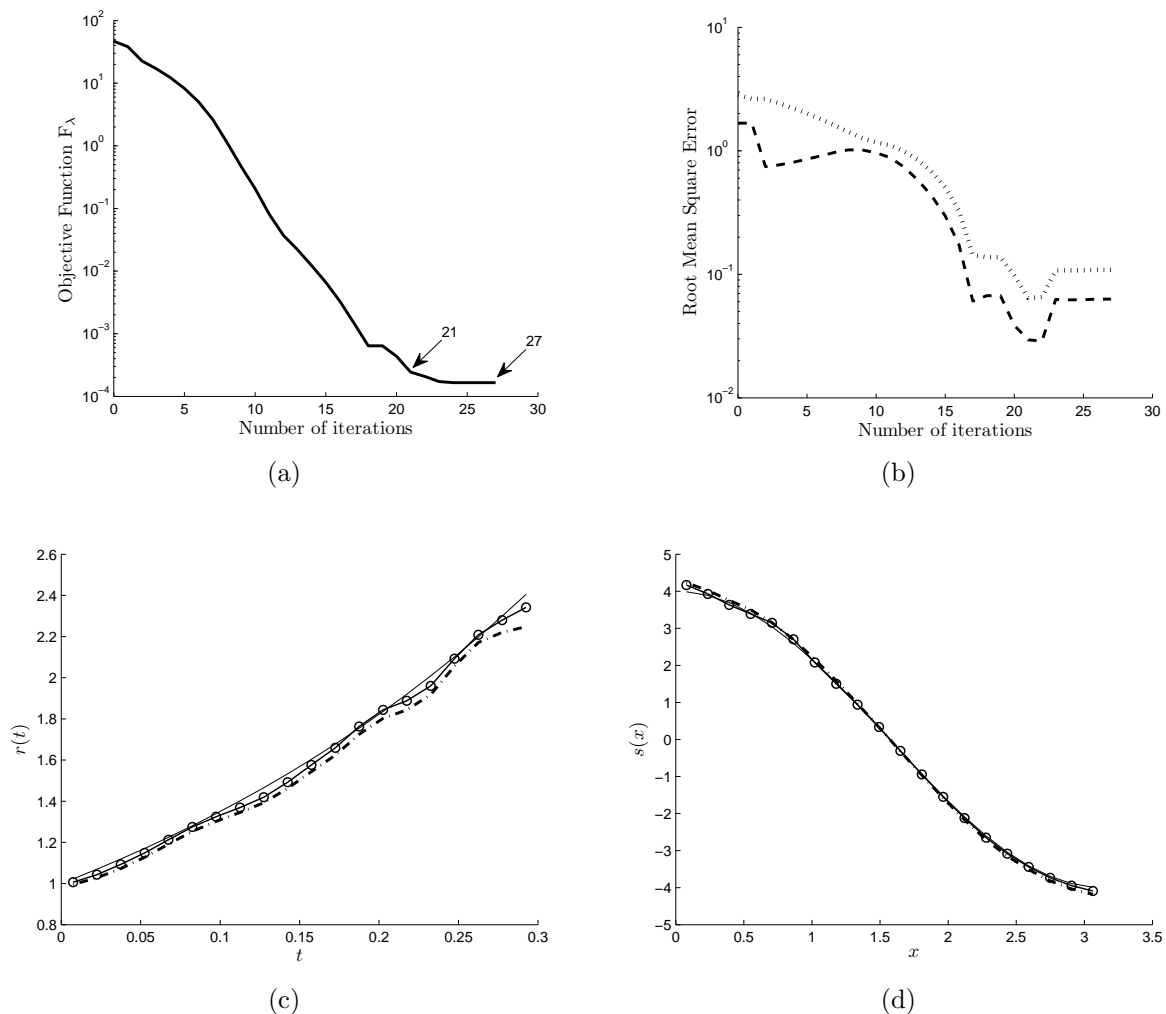 10^2
10^1
10^0
10^−1
10^−2
10^−3
10^−4
Objective Function F_λ
21
27
0 5 10 15 20 25 30
Number of iterations
(a)
10^1
10^0
10^−1
10^−2
Root Mean Square Error
0 5 10 15 20 25 30
Number of iterations
(b)
2.6
2.4
2.2
2
1.8
1.6
1.4
1.2
1
0.8
r(t)
0 0.05 0.1 0.15 0.2 0.25 0.3
t
(c)
5
4
3
2
1
0
−1
−2
−3
−4
−5
s(x)
0 0.5 1 1.5 2 2.5 3 3.5
x
(d)